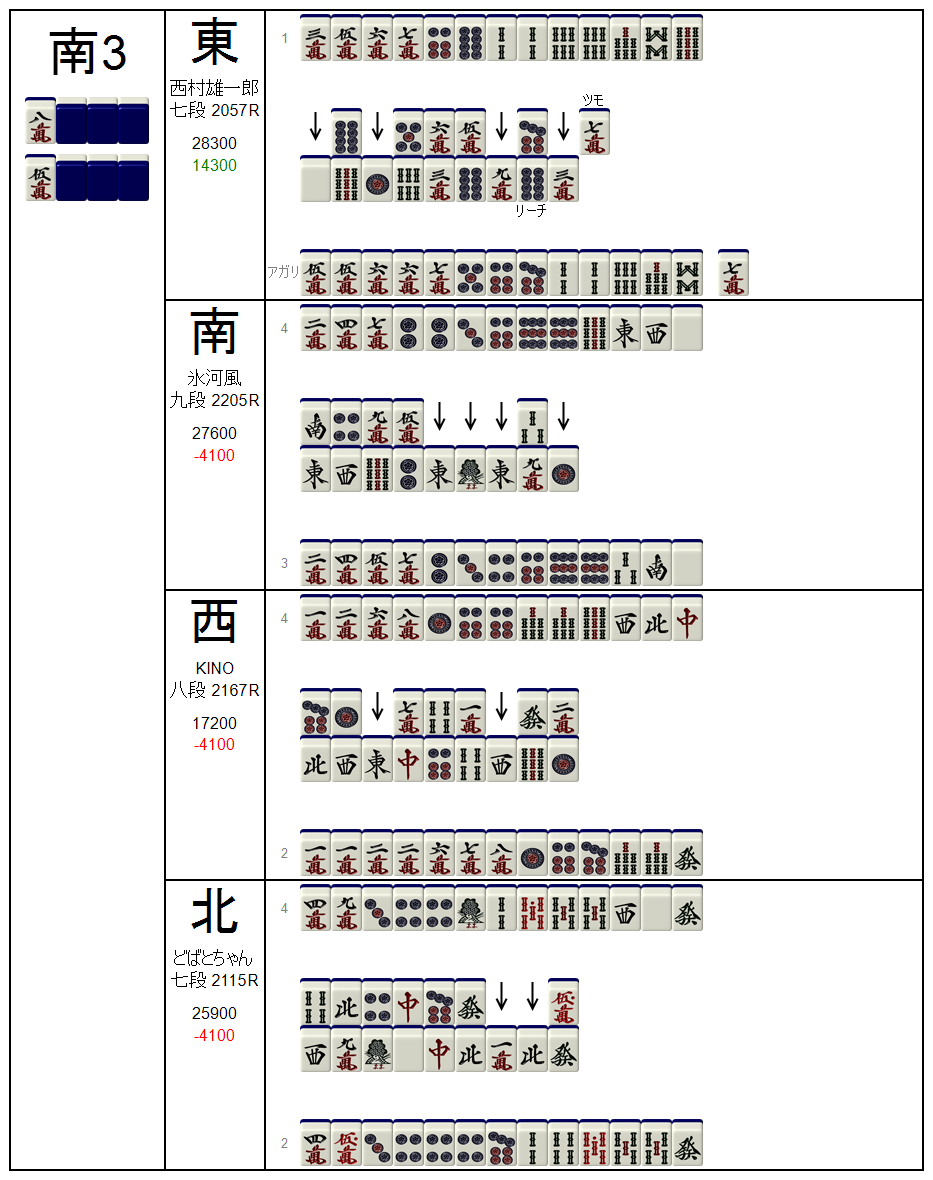 南3
東
西村雄一郎
七段 2057R
28300
14300
1
ツモ
リーチ
アガリ
南
氷河風
九段 2205R
27600
-4100
4
3
西
KINO
八段 2167R
17200
-4100
4
2
北
どばとちゃん
七段 2115R
25900
-4100
4
2